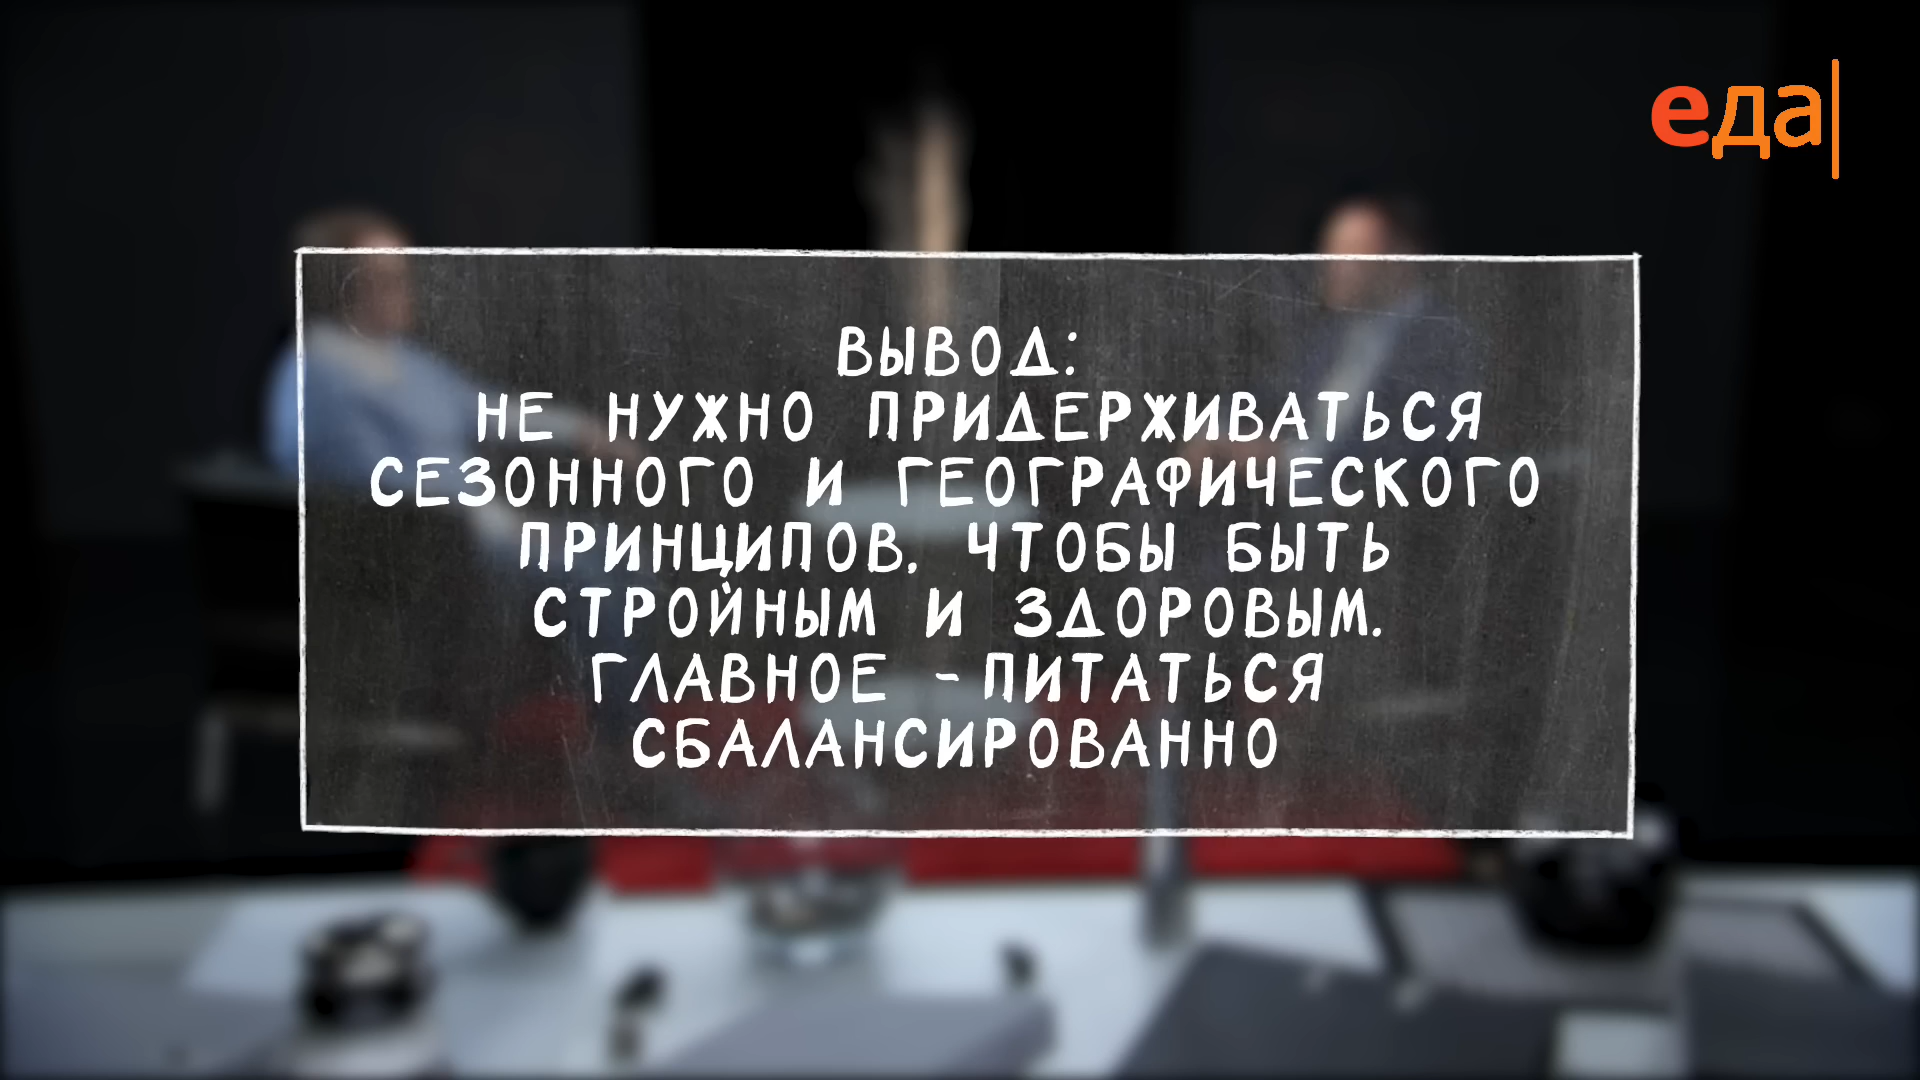 еда
ВЫВОД:
НЕ НУЖНО ПРИДЕРЖИВАТЬСЯ
СЕЗОННОГО И ГЕОГРАФИЧЕСКОГО
ПРИНЦИПОВ, ЧТОБЫ БЫТЬ
СТРОЙНЫМ И ЗДОРОВЫМ.
ГЛАВНОЕ - ПИТАТЬСЯ
СБАЛАНСИРОВАННО